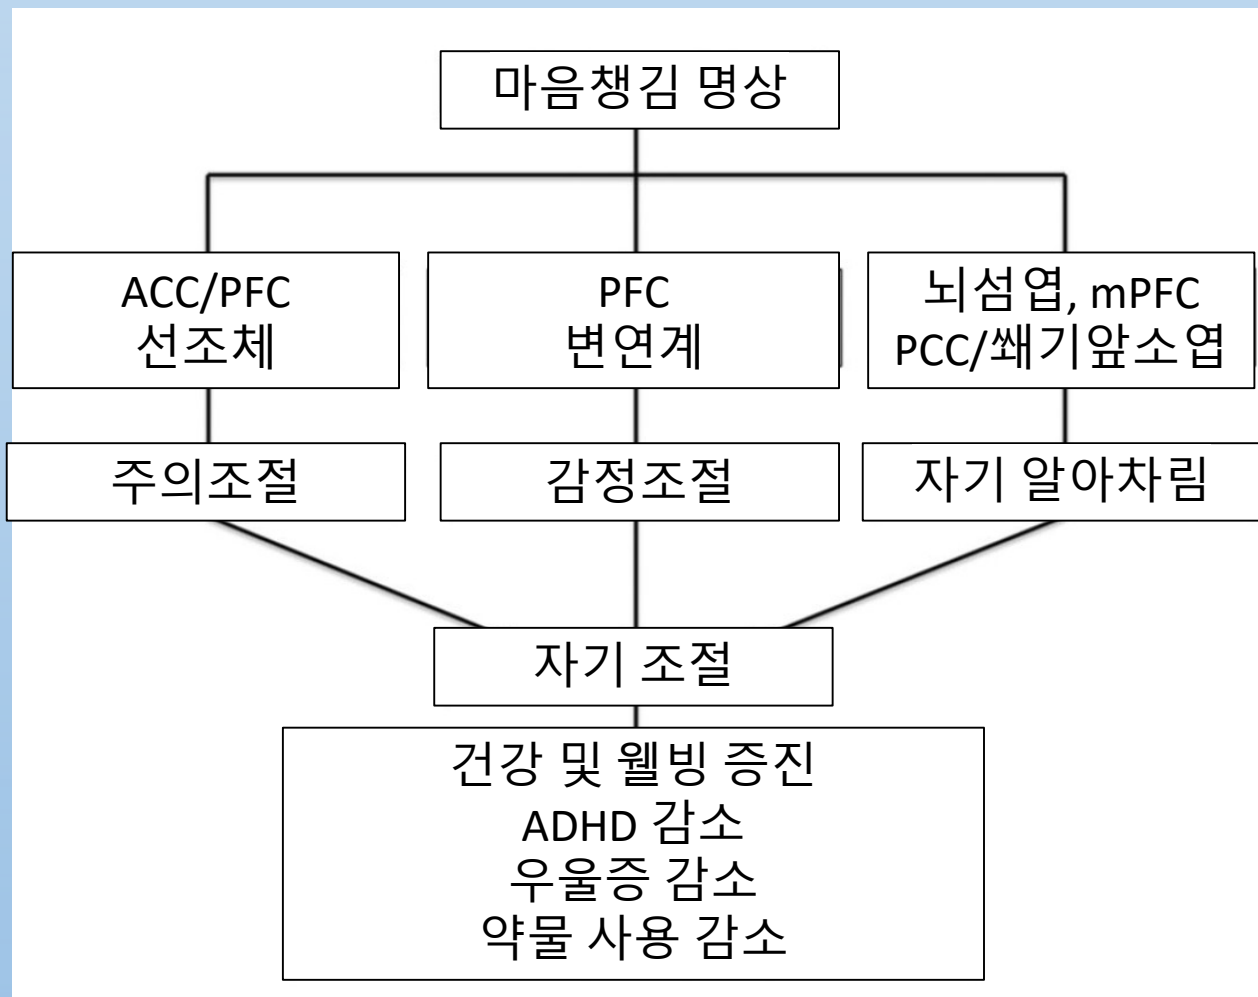 마음챙김 명상
ACC/PFC
선조체
PFC
변연계
뇌섬엽, mPFC
PCC/쐐기앞소엽
주의조절
감정조절
자기 알아차림
자기 조절
건강 및 웰빙 증진
ADHD 감소
우울증 감소
약물 사용 감소